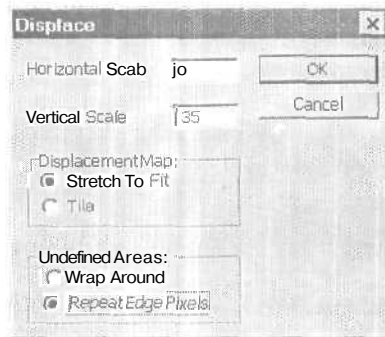 Displace
Horizontal Scab jo OK
Vertical Scale 35 Cancel
Displacement Map:
Stretch To Fit
Tila
Undefined Areas:
Wrap Around
Repeat Edge Pixels